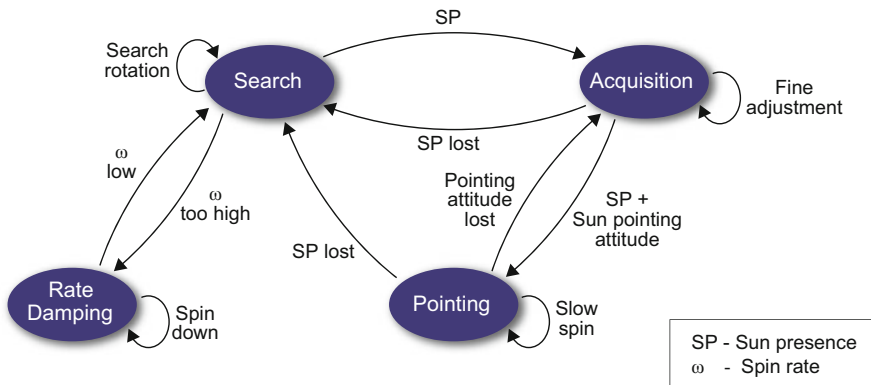 SP
Search
rotation
Search
Acquisition
Fine
adjustment
SP lost
ω
low
ω
too high
Pointing
attitude
lost
SP +
Sun pointing
attitude
SP lost
Rate
Damping
Spin
down
Pointing
Slow
spin
SP - Sun presence
ω - Spin rate